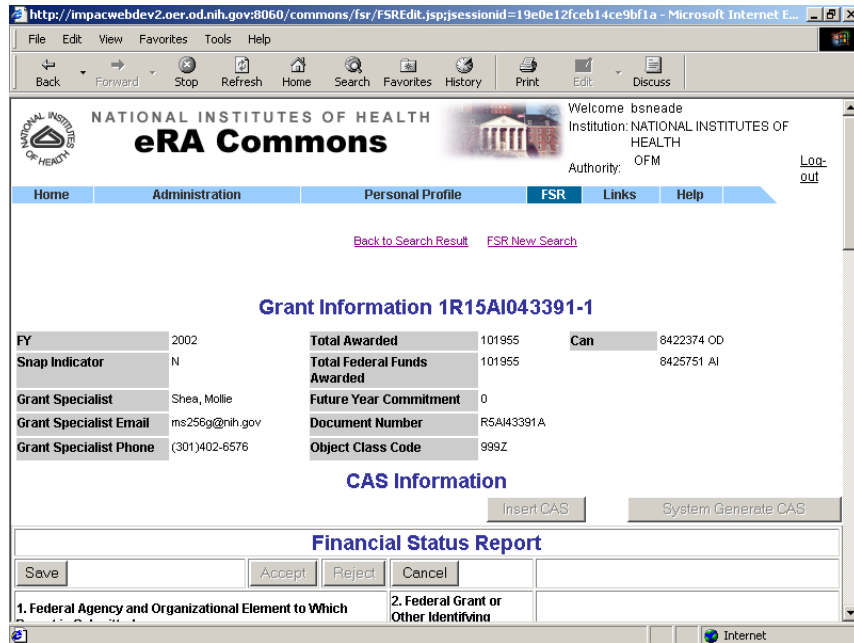 http://impacwebdev2.oer.od.nih.gov:8060/commons/fsr/FSREdit.jsp;jsessionid=19e0e12fceb14ce9bf1a - Microsoft Internet E...
File Edit View Favorites Tools Help
Back Forward Stop Refresh Home Search Favorites History Print Edit Discuss
NATIONAL INSTITUTES OF HEALTH
eRA Commons
NATIONAL INSTITUTES OF HEALTH
Welcome bsneade
Institution: NATIONAL INSTITUTES OF
HEALTH
Authority: OFM
Log-
out
Home Administration Personal Profile FSR Links Help
Back to Search Result FSR New Search
Grant Information 1R15AI043391-1
FY 2002 Total Awarded 101955 Can 8422374 OD
Snap Indicator N Total Federal Funds 101955 8425751 AI
Awarded
Grant Specialist Shea, Mollie Future Year Commitment 0
Grant Specialist Email ms256g@nih.gov Document Number R5AI43391A
Grant Specialist Phone (301)402-6576 Object Class Code 999Z
CAS Information
Insert CAS System Generate CAS
Financial Status Report
Save Accept Reject Cancel
1. Federal Agency and Organizational Element to Which 2. Federal Grant or
Other Identifying
Internet